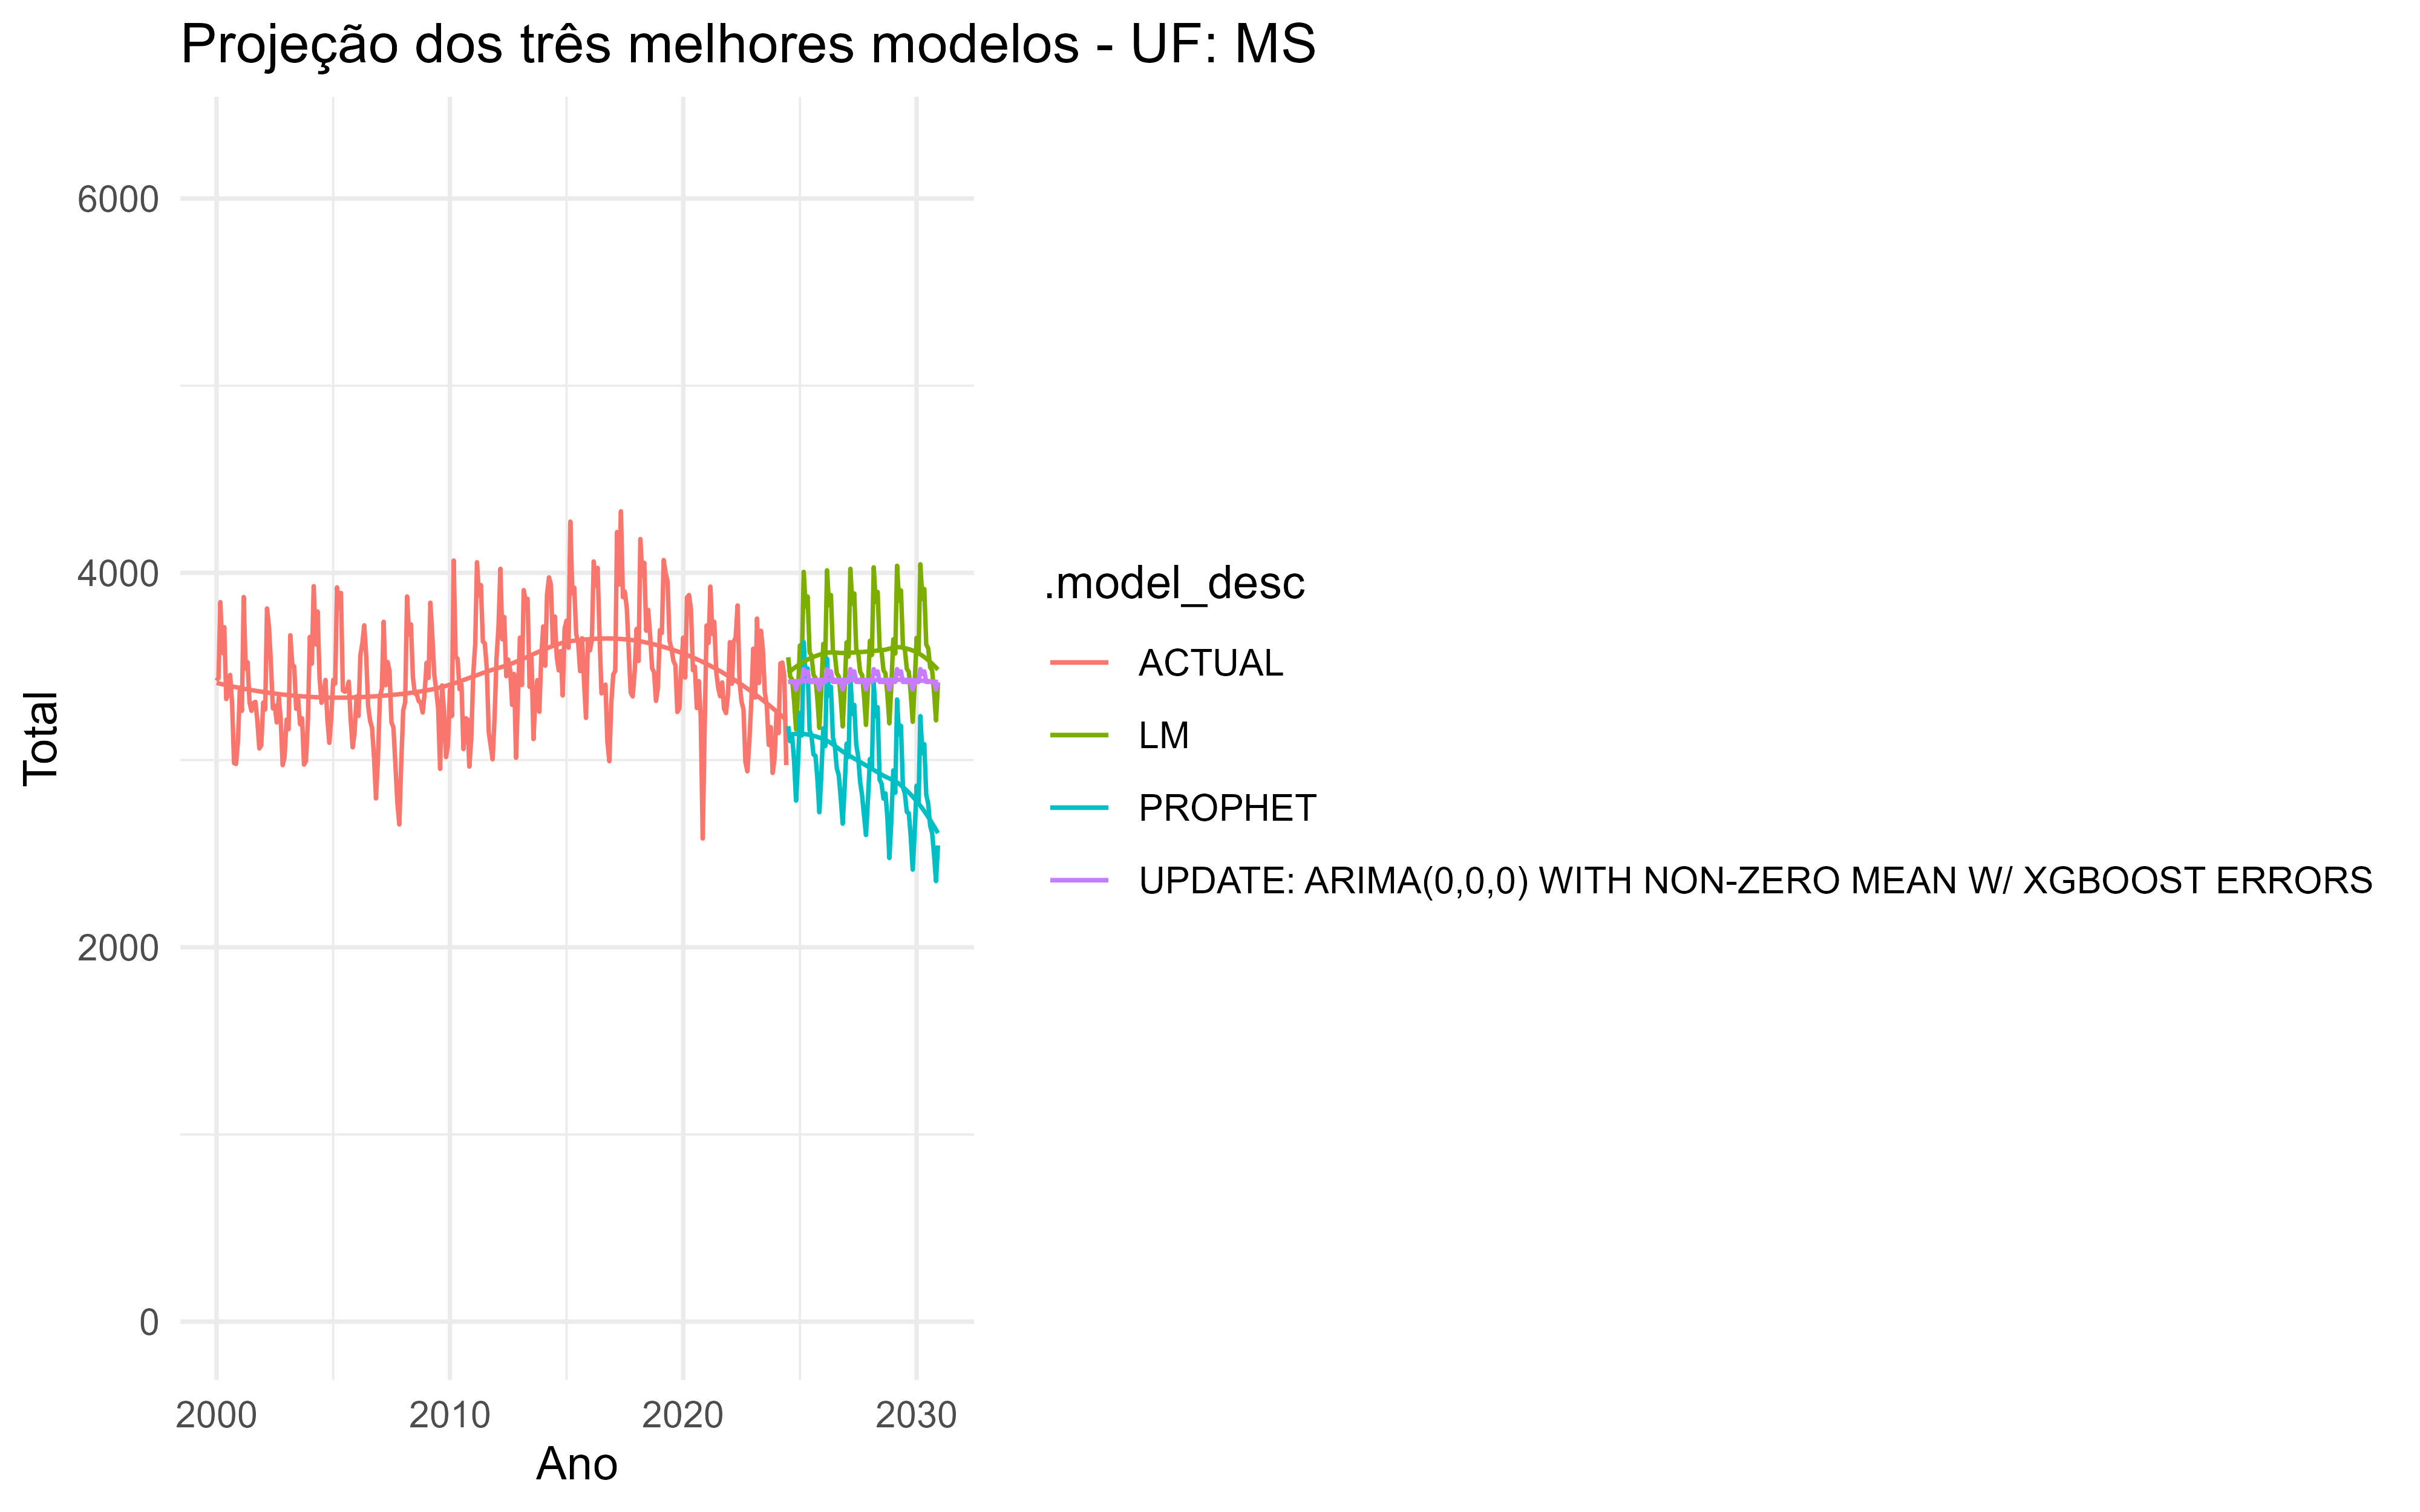 Projeção dos três melhores modelos - UF: MS
6000
4000
2000
0
Total
2000
2010
2020
2030
Ano
.model_desc
ACTUAL
LM
PROPHET
UPDATE: ARIMA(0,0,0) WITH NON-ZERO MEAN W/ XGBOOST ERRORS